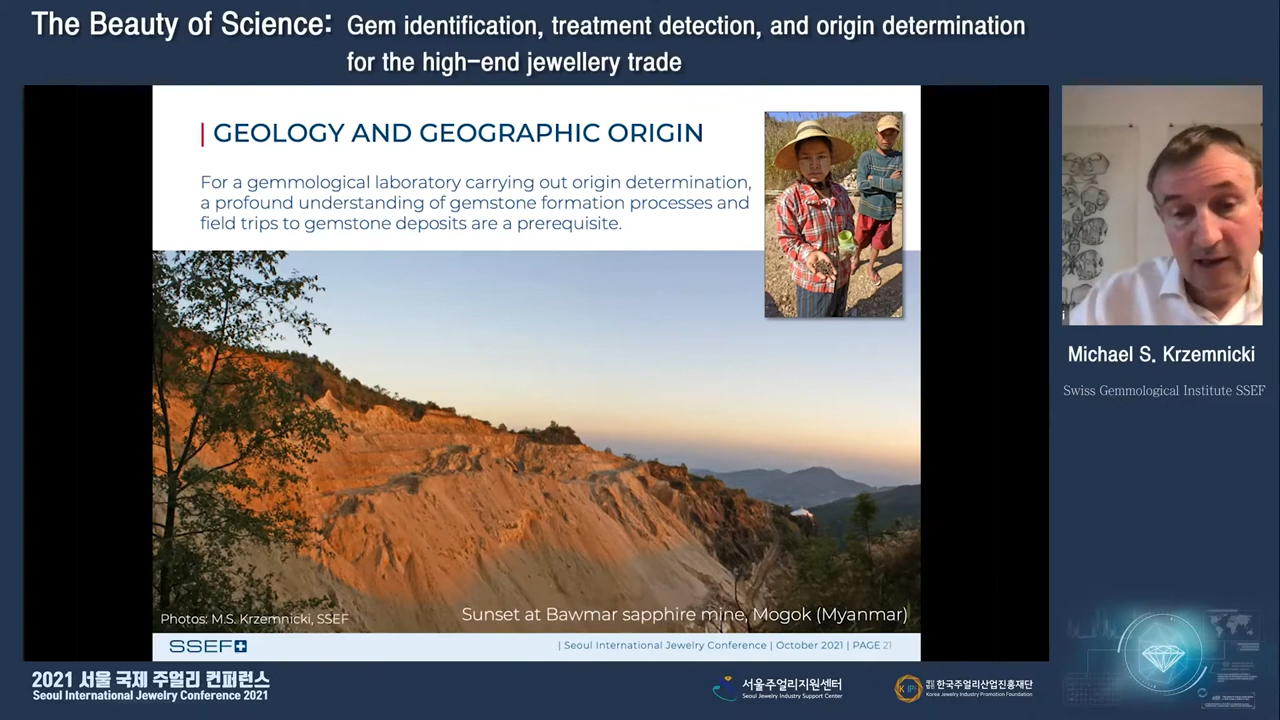 The Beauty of Science: Gem identification, treatment detection, and origin determination
for the high-end jewellery trade
| GEOLOGY AND GEOGRAPHIC ORIGIN
For a gemmological laboratory carrying out origin determination,
a profound understanding of gemstone formation processes and
field trips to gemstone deposits are a prerequisite.
Michael S. Krzemnicki
Swiss Gemmological Institute SSEF
Photos: M.S. Krzemnicki, SSEF
Sunset at Bawmar sapphire mine, Mogok (Myanmar)
SSEF
| Seoul International Jewelry Conference | October 2021 | PAGE 21
2021 서울 국제 주얼리 컨퍼런스
Seoul International Jewelry Conference 2021
서울주얼리지원센터
Seoul Jewelry Industry Support Center
한국주얼리산업진흥재단
Korea Jewelry Industry Promotion Foundation